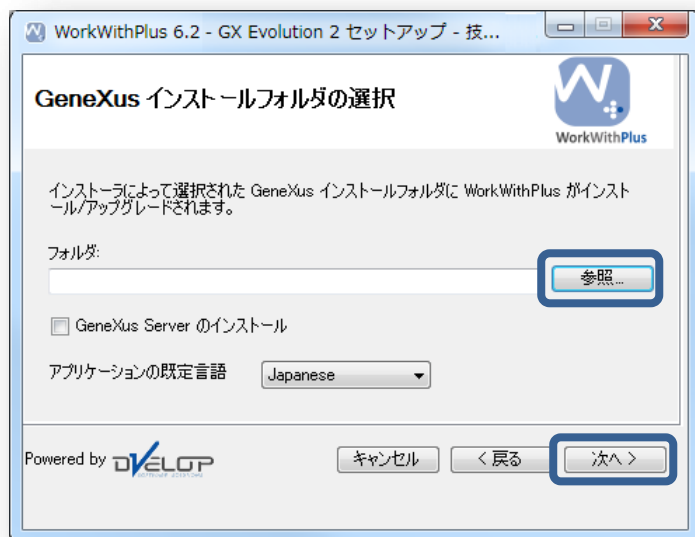 WorkWithPlus 6.2 - GX Evolution 2 セットアップ - 技...
GeneXus インストールフォルダの選択
WorkWithPlus
インストーラによって選択された GeneXus インストールフォルダに WorkWithPlus がインスト
ール/アップグレードされます。
フォルダ:
参照...
GeneXus Server のインストール
アプリケーションの既定言語
Japanese
Powered by DVELOP
キャンセル
< 戻る
次へ >